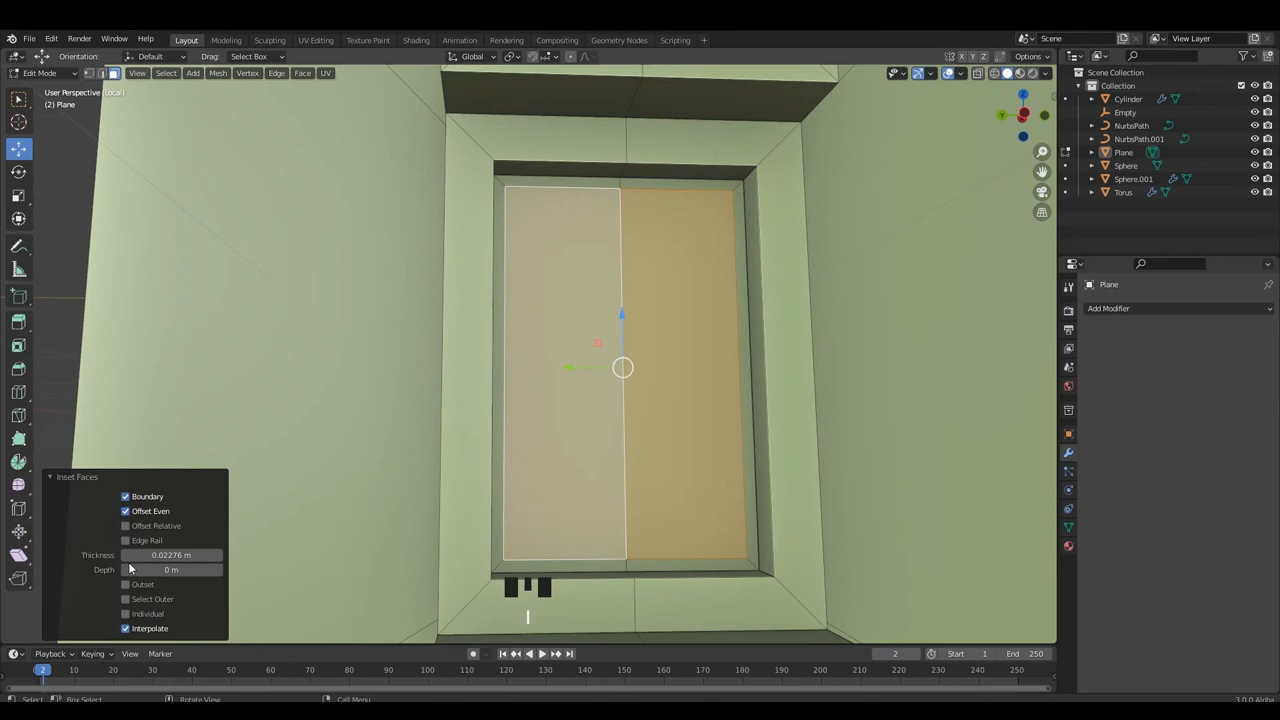 File Edit Render Window Help Layout Modeling Sculpting UV Editing Texture Paint Shading Animation Rendering Compositing Geometry Nodes Scripting + Scene View Layer
Orientation: Default Drag: Select Box Global X Y Z Options
Edit Mode View Select Add Mesh Vertex Edge Face UV
User Perspective (Local)
(2) Plane
Z
Y
Scene Collection
Collection
Cylinder
Empty
NurbsPath
NurbsPath.001
Plane
Sphere
Sphere.001
Torus
Plane
Add Modifier
Inset Faces
Boundary
Offset Even
Offset Relative
Edge Rail
Thickness 0.02276 m
Depth 0 m
Outset
Select Outer
Individual
Interpolate
I
Playback Keying View Marker 2 Start 1 End 250
2 10 20 30 40 50 60 70 80 90 100 110 120 130 140 150 160 170 180 190 200 210 220 230 240 250
Select Box Select Rotate View Call Menu 3.0.0 Alpha